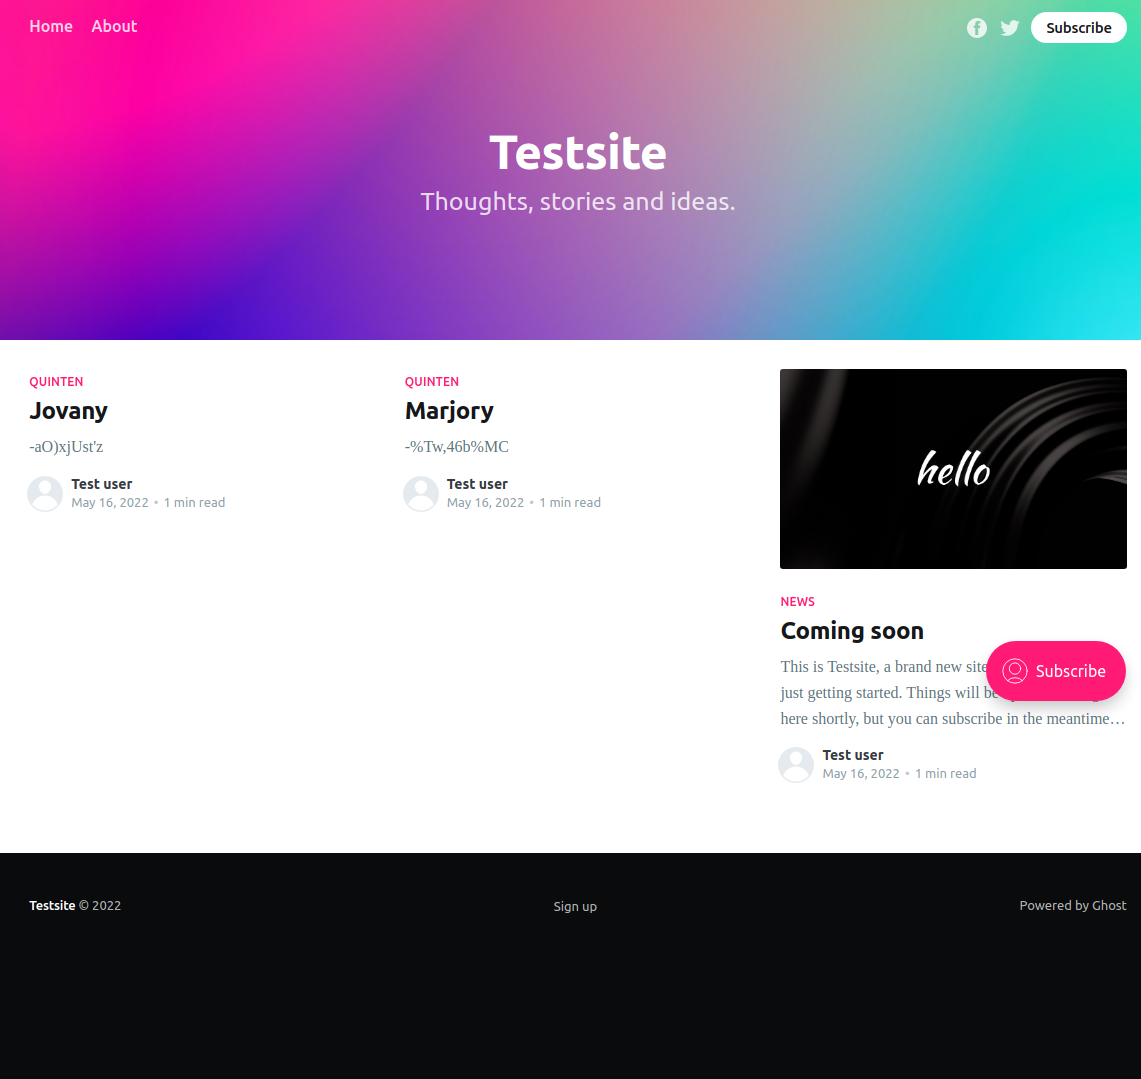 Home About
Subscribe
Testsite
Thoughts, stories and ideas.
QUINTEN
Jovany
-aO)xjUst'z
Test user
May 16, 2022 • 1 min read
QUINTEN
Marjory
-%Tw,46b%MC
Test user
May 16, 2022 • 1 min read
hello
NEWS
Coming soon
This is Testsite, a brand new site
just getting started. Things will be
here shortly, but you can subscribe in the meantime…
Subscribe
Test user
May 16, 2022 • 1 min read
Testsite © 2022
Sign up
Powered by Ghost